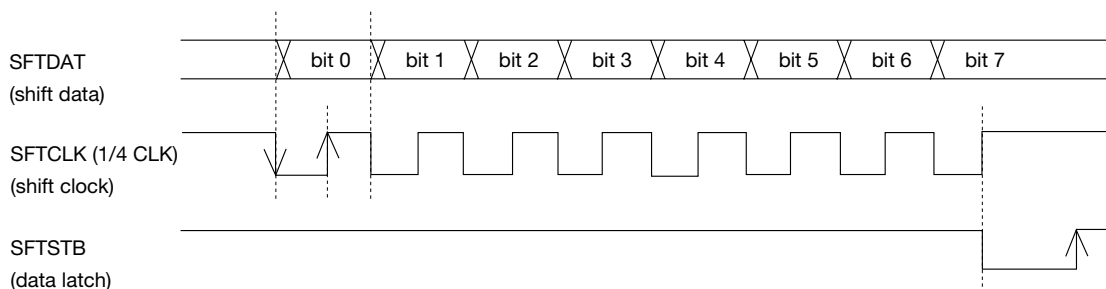 SFTDAT
(shift data)
bit 0 bit 1 bit 2 bit 3 bit 4 bit 5 bit 6 bit 7
SFTCLK (1/4 CLK)
(shift clock)
SFTSTB
(data latch)